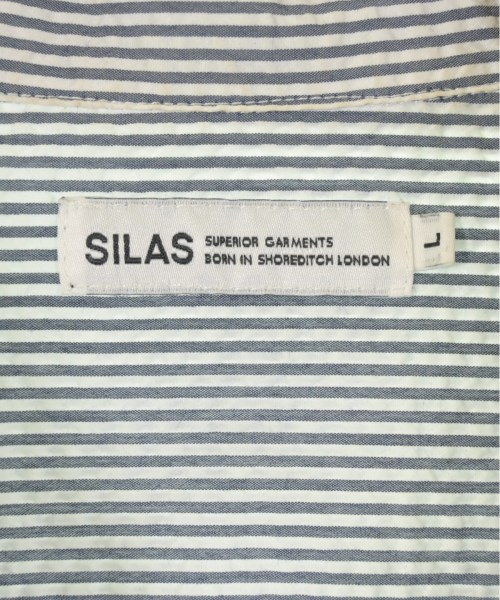 SILAS
SUPERIOR GARMENTS
BORN IN SHOREDITCH LONDON
L